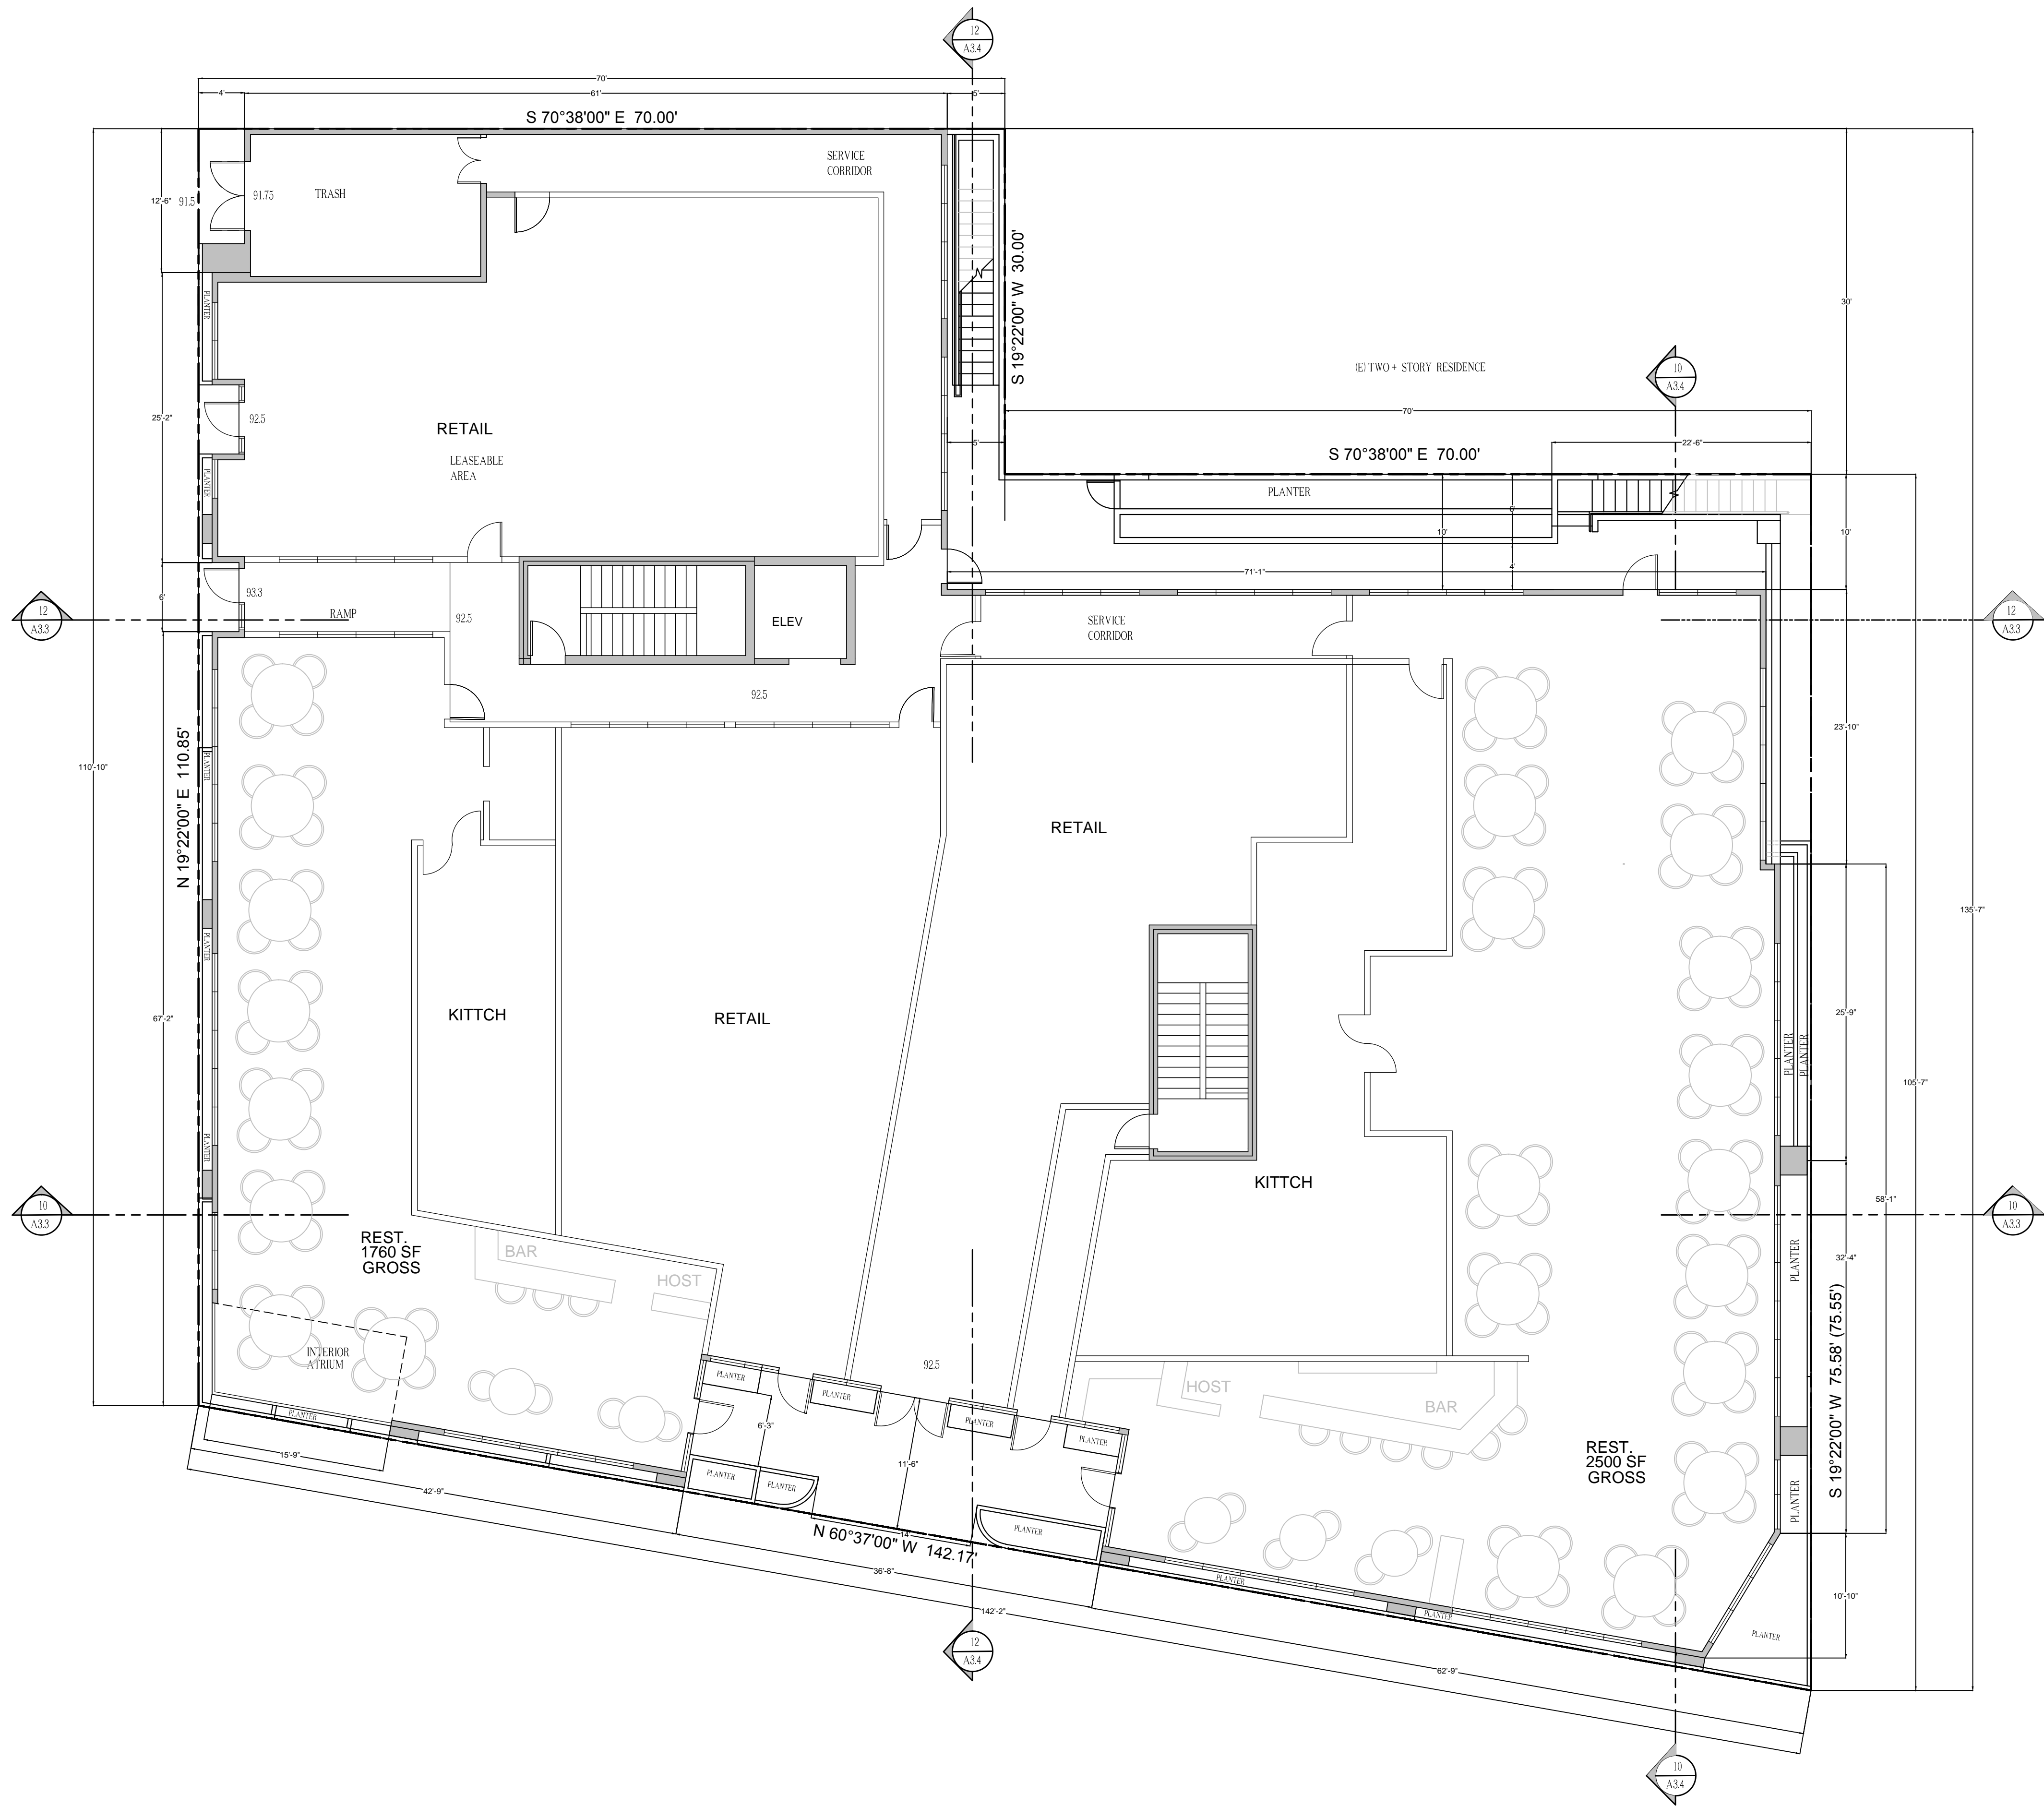 12
A3.4
70'
4'
61'
5'
S 70°38'00" E  70.00'
SERVICE
CORRIDOR
TRASH
91.5
91.75
12'-6"
S 19°22'00" W  30.00'
30'
(E) TWO + STORY RESIDENCE
10
A3.4
PLANTER
25'-2"
92.5
RETAIL
LEASEABLE
AREA
70'
5'
22'-6"
S 70°38'00" E  70.00'
PLANTER
PLANTER
6'
10'
10'
4'
71'-1"
6'
93.3
RAMP
92.5
ELEV
SERVICE
CORRIDOR
12
A3.3
12
A3.3
92.5
110'-10"
N 19°22'00" E  110.85'
PLANTER
23'-10"
RETAIL
135'-7"
PLANTER
67'-2"
KITTCH
RETAIL
25'-9"
PLANTER
PLANTER
105'-7"
PLANTER
KITTCH
58'-1"
10
A3.3
10
A3.3
REST.
1760 SF
GROSS
BAR
HOST
PLANTER
32'-4"
S 19°22'00" W  75.58' (75.55')
INTERIOR
ATRIUM
92.5
PLANTER
PLANTER
PLANTER
PLANTER
PLANTER
HOST
BAR
6'-3"
11'-6"
REST.
2500 SF
GROSS
PLANTER
15'-9"
42'-9"
PLANTER
PLANTER
PLANTER
14'
N 60°37'00" W  142.17'
36'-8"
PLANTER
PLANTER
10'-10"
PLANTER
142'-2"
62'-9"
12
A3.4
10
A3.4